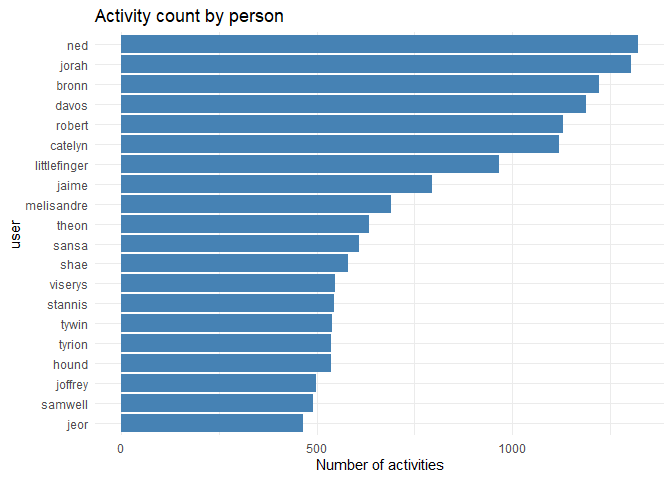 Activity count by person
ned
jorah
bronn
davos
robert
catelyn
littlefinger
jaime
melisandre
theon
sansa
shae
viserys
stannis
tywin
tyrion
hound
joffrey
samwell
jeor
user
0 500 1000
Number of activities